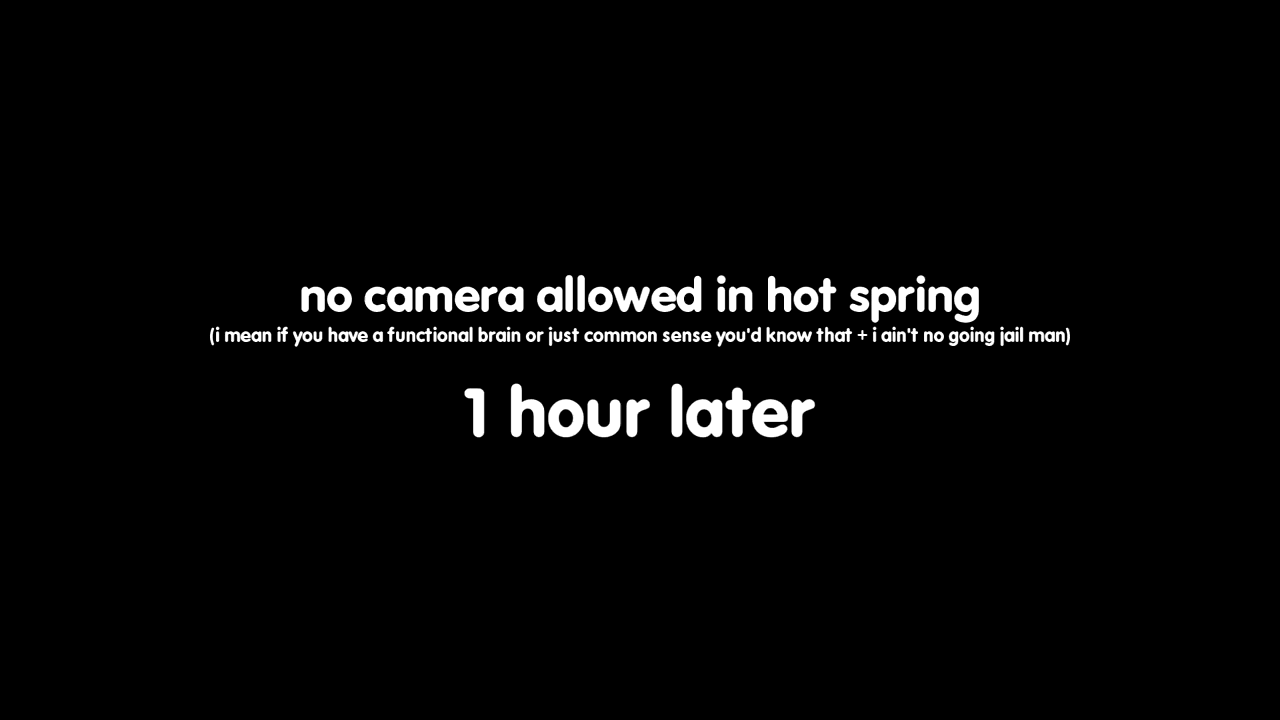 no camera allowed in hot spring
(i mean if you have a functional brain or just common sense you'd know that + i ain't no going jail man)
1 hour later